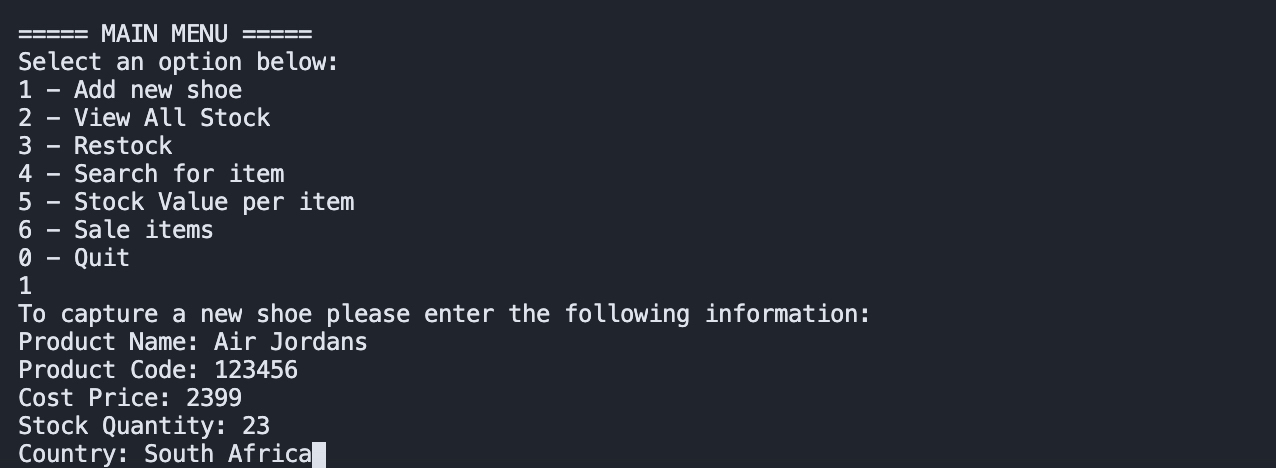 ===== MAIN MENU =====
Select an option below:
1 - Add new shoe
2 - View All Stock
3 - Restock
4 - Search for item
5 - Stock Value per item
6 - Sale items
0 - Quit
1
To capture a new shoe please enter the following information:
Product Name: Air Jordans
Product Code: 123456
Cost Price: 2399
Stock Quantity: 23
Country: South Africa